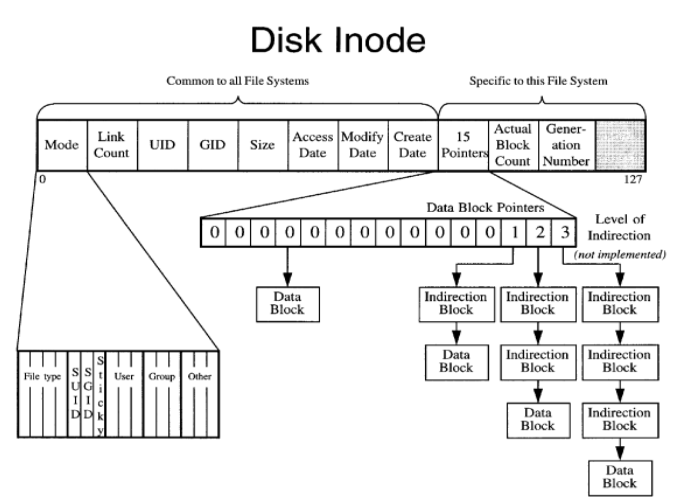 Disk Inode
Common to all File Systems
Specific to this File System
Mode
Link
Count
UID
GID
Size
Access
Date
Modify
Date
Create
Date
15
Pointers
Actual
Block
Count
Gener-
ation
Number
0
127
Data Block Pointers
Level of
Indirection
(not implemented)
0 0 0 0 0 0 0 0 0 0 0 0 1 2 3
Data
Block
Indirection
Block
Indirection
Block
Indirection
Block
Data
Block
Indirection
Block
Indirection
Block
Data
Block
Indirection
Block
Data
Block
File type
SUID
SGID
Sticky
User
Group
Other